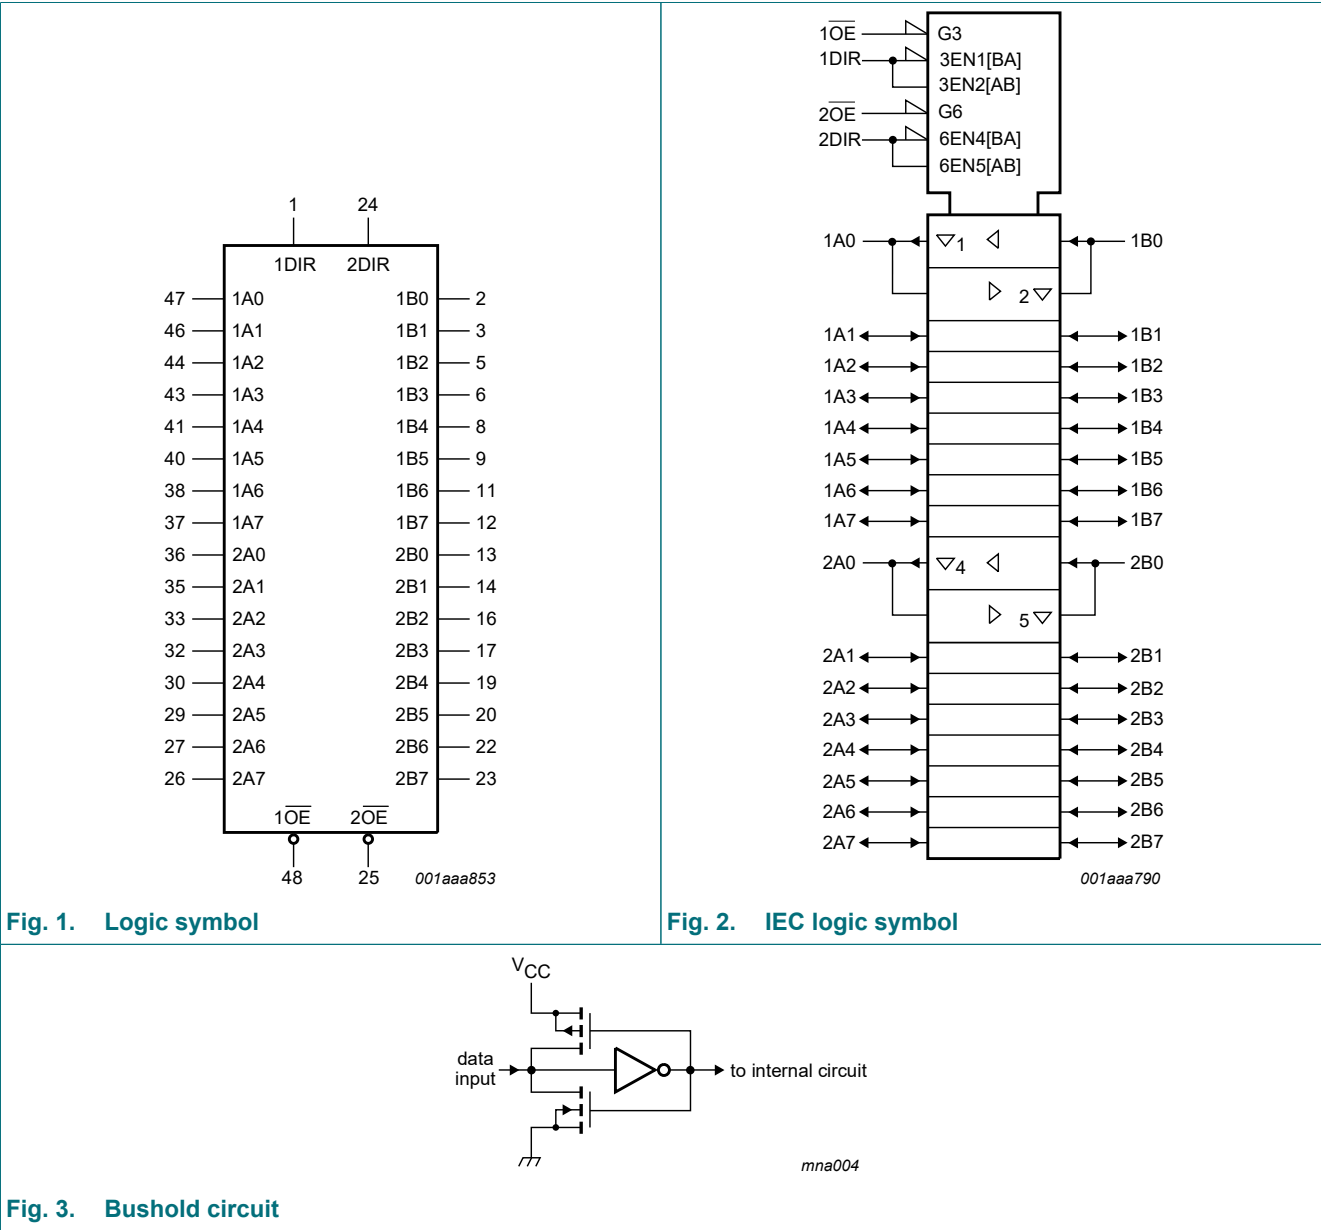 1 24
1DIR 2DIR
47 1A0 1B0 2
46 1A1 1B1 3
44 1A2 1B2 5
43 1A3 1B3 6
41 1A4 1B4 8
40 1A5 1B5 9
38 1A6 1B6 11
37 1A7 1B7 12
36 2A0 2B0 13
35 2A1 2B1 14
33 2A2 2B2 16
32 2A3 2B3 17
30 2A4 2B4 19
29 2A5 2B5 20
27 2A6 2B6 22
26 2A7 2B7 23
1O̅E̅ 2O̅E̅
48 25 001aaa853
Fig. 1. Logic symbol
1O̅E̅ G3
1DIR 3EN1[BA]
3EN2[AB]
2O̅E̅ G6
2DIR 6EN4[BA]
6EN5[AB]
1A0 1 1B0
2
1A1 1B1
1A2 1B2
1A3 1B3
1A4 1B4
1A5 1B5
1A6 1B6
1A7 1B7
2A0 4 2B0
5
2A1 2B1
2A2 2B2
2A3 2B3
2A4 2B4
2A5 2B5
2A6 2B6
2A7 2B7
001aaa790
Fig. 2. IEC logic symbol
VCC
data
input
to internal circuit
mna004
Fig. 3. Bushold circuit